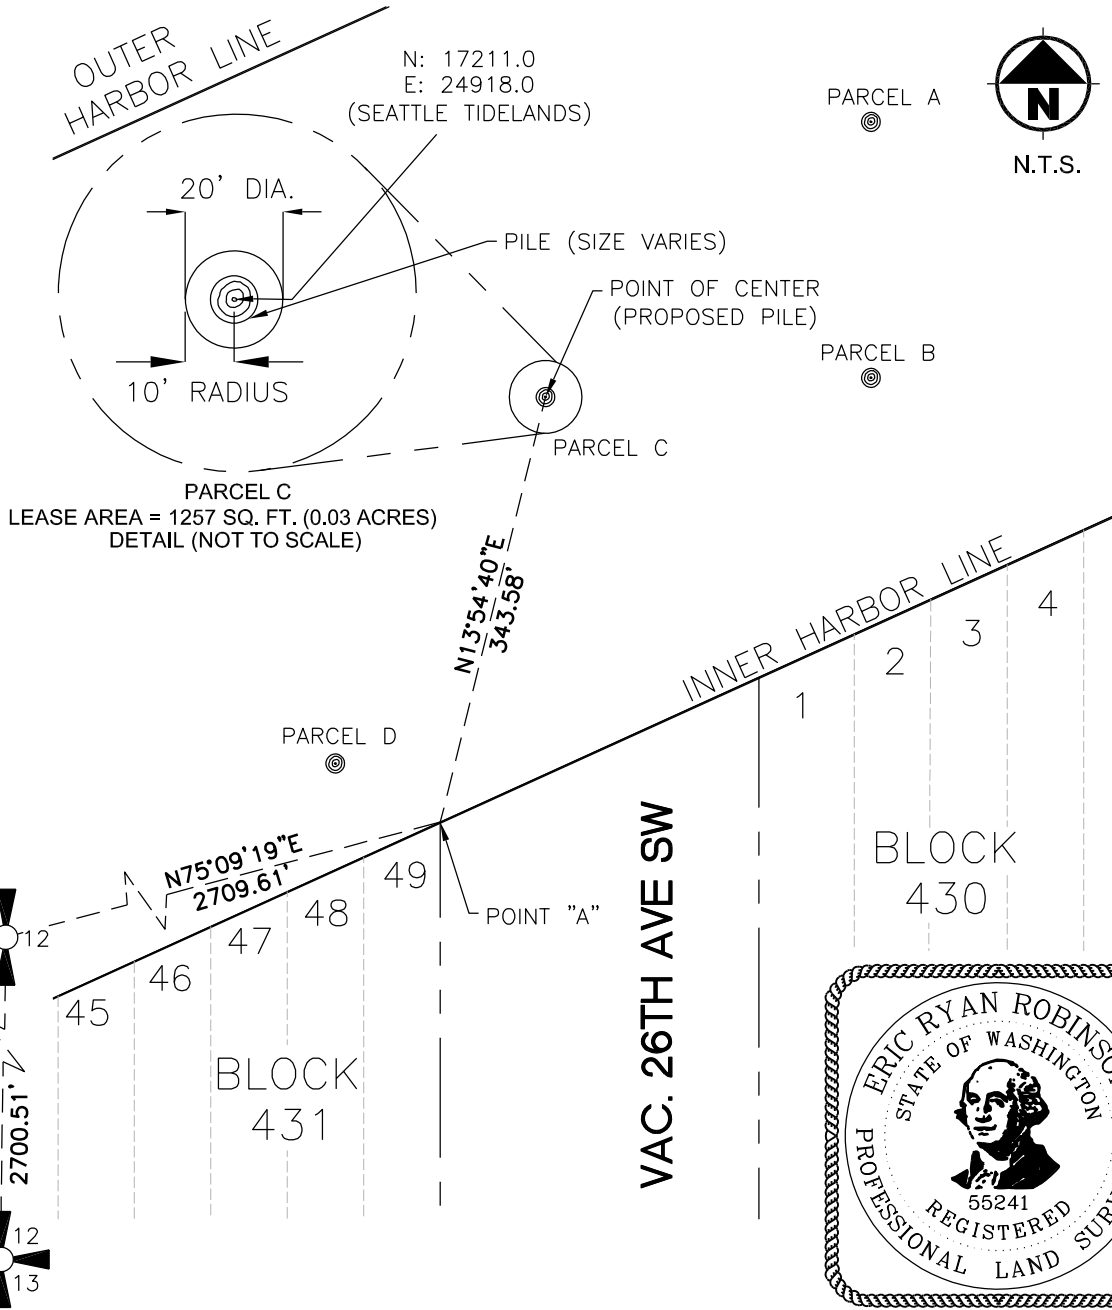 OUTER
HARBOR LINE
N: 17211.0
E: 24918.0
(SEATTLE TIDELANDS)
PARCEL A
N
N.T.S.
20' DIA.
PILE (SIZE VARIES)
POINT OF CENTER
(PROPOSED PILE)
PARCEL B
10' RADIUS
PARCEL C
PARCEL C
LEASE AREA = 1257 SQ. FT. (0.03 ACRES)
DETAIL (NOT TO SCALE)
N13°54'40"E
343.58'
INNER HARBOR LINE
1
2
3
4
PARCEL D
N75°09'19"E
2709.61'
49
48
47
46
45
POINT "A"
12
VAC. 26TH AVE SW
BLOCK
430
BLOCK
431
2700.51'
12
13
ERIC RYAN ROBINSO
STATE OF WASHINGTON
55241
REGISTERED
PROFESSIONAL LAND SUR